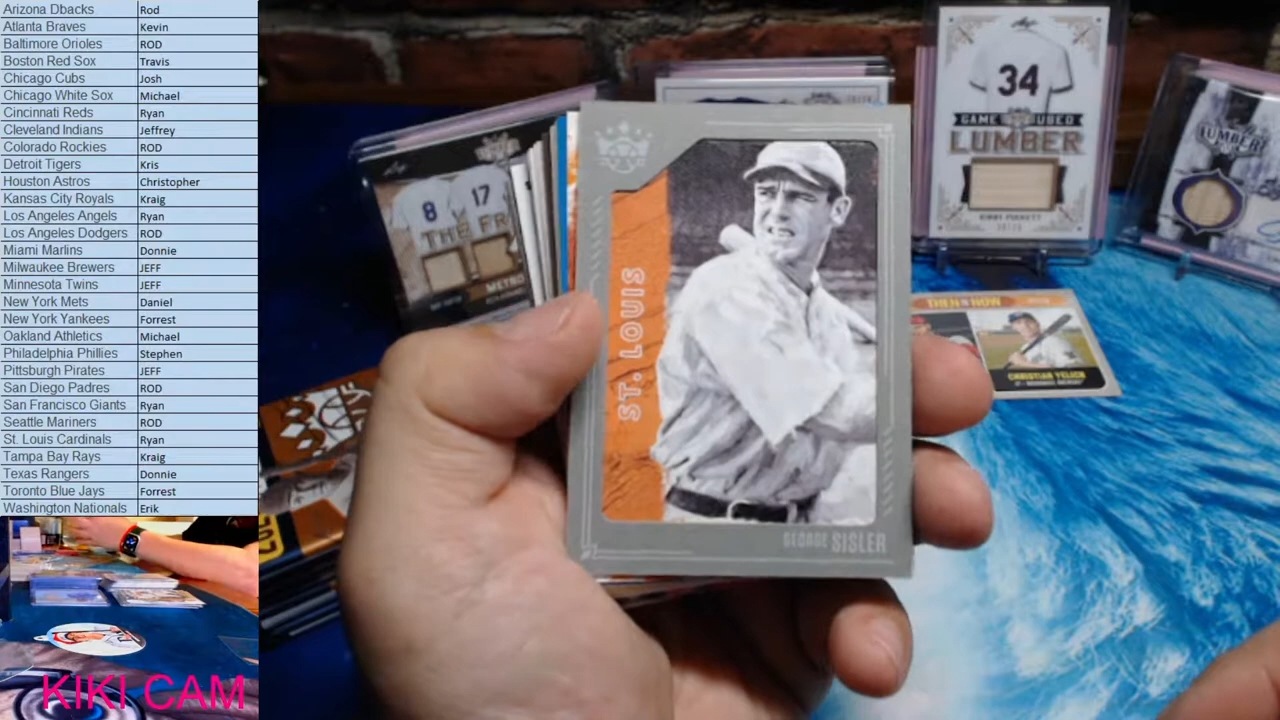 Arizona Dbacks Rod
Atlanta Braves Kevin
Baltimore Orioles ROD
Boston Red Sox Travis
Chicago Cubs Josh
Chicago White Sox Michael
Cincinnati Reds Ryan
Cleveland Indians Jeffrey
Colorado Rockies ROD
Detroit Tigers Kris
Houston Astros Christopher
Kansas City Royals Kraig
Los Angeles Angels Ryan
Los Angeles Dodgers ROD
Miami Marlins Donnie
Milwaukee Brewers JEFF
Minnesota Twins JEFF
New York Mets Daniel
New York Yankees Forrest
Oakland Athletics Michael
Philadelphia Phillies Stephen
Pittsburgh Pirates JEFF
San Diego Padres ROD
San Francisco Giants Ryan
Seattle Mariners ROD
St. Louis Cardinals Ryan
Tampa Bay Rays Kraig
Texas Rangers Donnie
Toronto Blue Jays Forrest
Washington Nationals Erik
KIKI CAM
8 17
THE FR
METRO
ST. LOUIS
GEORGE SISLER
Leaf
34
GAME USED
LUMBER
KIRBY PUCKETT
LUMBER
THEN NOW
CHRISTIAN YELICH